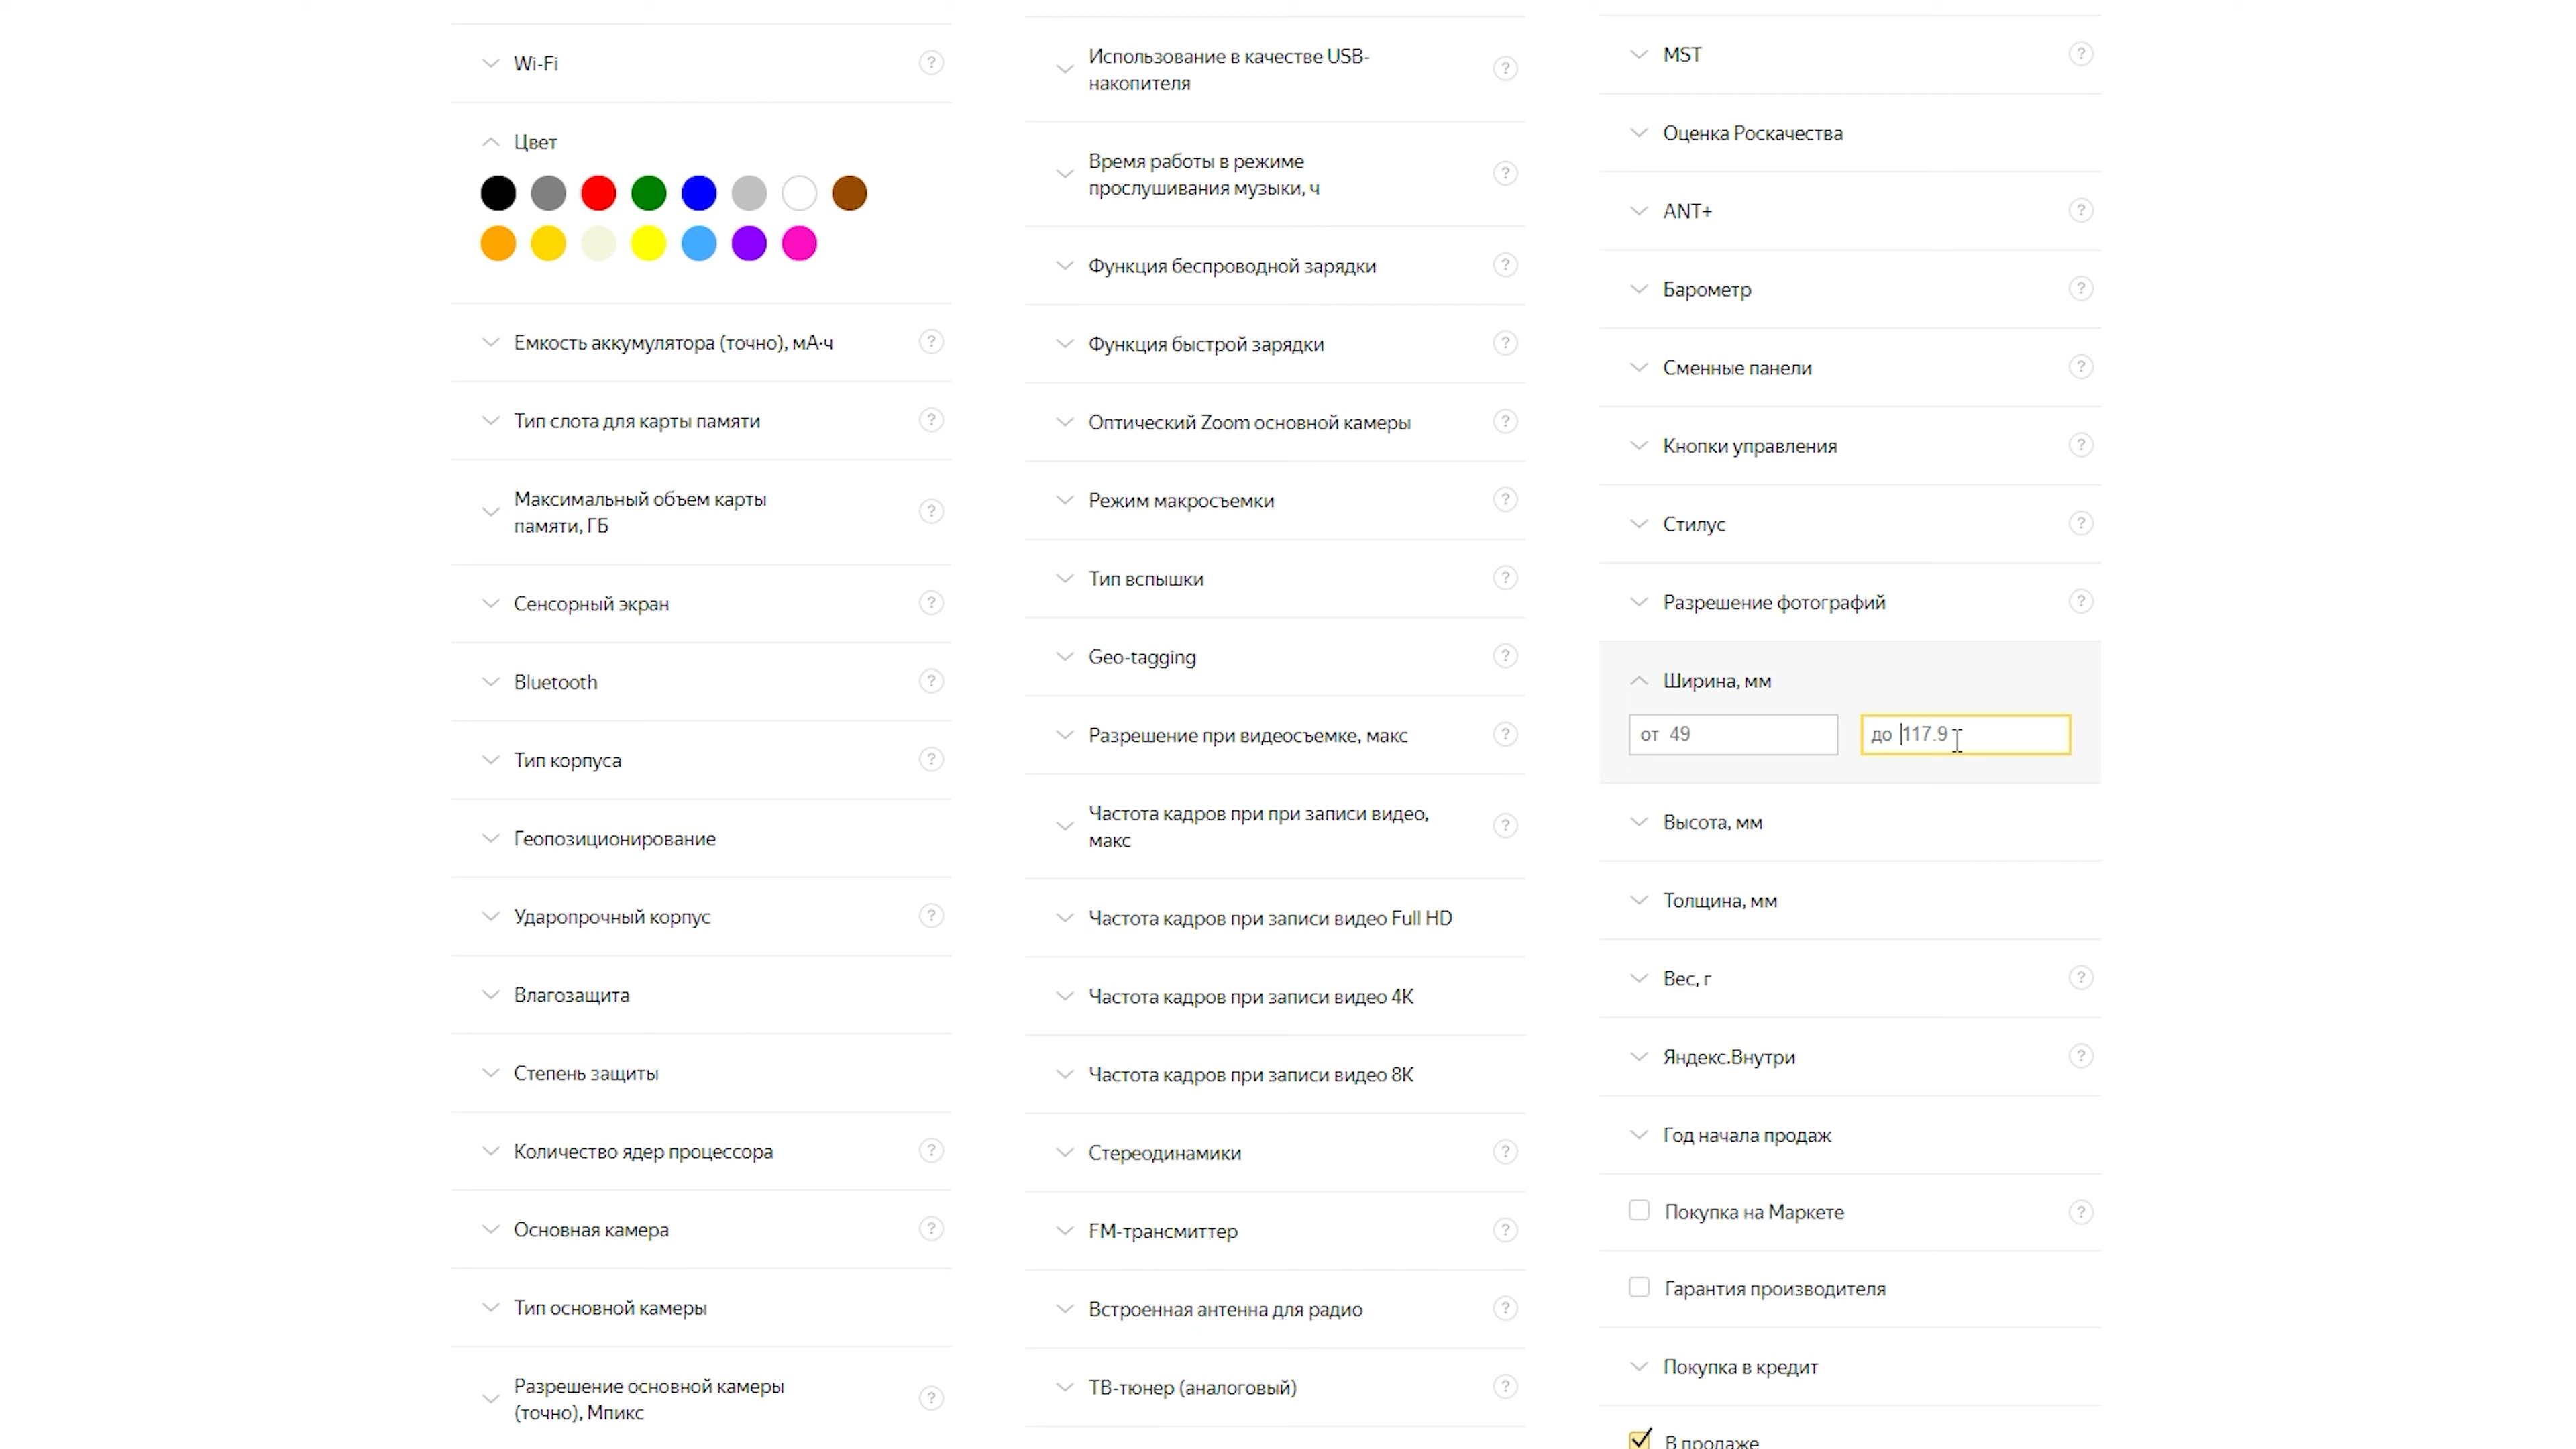 Wi-Fi
Цвет
Емкость аккумулятора (точно), мА·ч
Тип слота для карты памяти
Максимальный объем карты
памяти, ГБ
Сенсорный экран
Bluetooth
Тип корпуса
Геопозиционирование
Ударопрочный корпус
Влагозащита
Степень защиты
Количество ядер процессора
Основная камера
Тип основной камеры
Разрешение основной камеры
(точно), Мпикс
Использование в качестве USB-
накопителя
Время работы в режиме
прослушивания музыки, ч
Функция беспроводной зарядки
Функция быстрой зарядки
Оптический Zoom основной камеры
Режим макросъемки
Тип вспышки
Geo-tagging
Разрешение при видеосъемке, макс
Частота кадров при при записи видео,
макс
Частота кадров при записи видео Full HD
Частота кадров при записи видео 4K
Частота кадров при записи видео 8K
Стереодинамики
FM-трансмиттер
Встроенная антенна для радио
ТВ-тюнер (аналоговый)
MST
Оценка Роскачества
ANT+
Барометр
Сменные панели
Кнопки управления
Стилус
Разрешение фотографий
Ширина, мм
от 49
до 117.9
Высота, мм
Толщина, мм
Вес, г
Яндекс.Внутри
Год начала продаж
Покупка на Маркете
Гарантия производителя
Покупка в кредит
В продаже